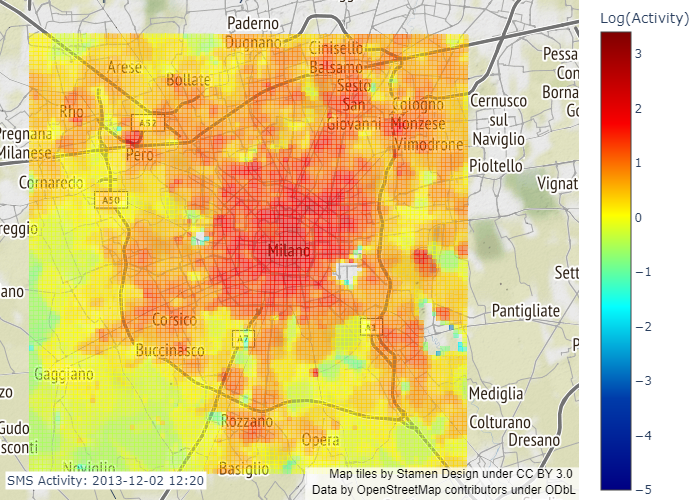 Paderno
Dugnano
Cinisello
Balsamo
Pessa
Con
Borna
Go
Arese
Bollate
Sesto
San
Giovanni
Cologno
Monzese
Cernusco
sul
Naviglio
Rho
A52
Vimodrone
Pioltello
Pregnana
Milanese
Pero
Cornaredo
A50
Vignat
reggio
Milano
Sett
ano
Corsico
A7
A1
Pantigliate
P
Buccinasco
Gaggiano
Mediglia
zzo
Rozzano
Colturano
Dresano
Gudo
sconti
Opera
Noviglio
Basiglio
SMS Activity: 2013-12-02 12:20
Map tiles by Stamen Design under CC BY 3.0
Data by OpenStreetMap contributors under ODbL
Log(Activity)
3
2
1
0
−1
−2
−3
−4
−5